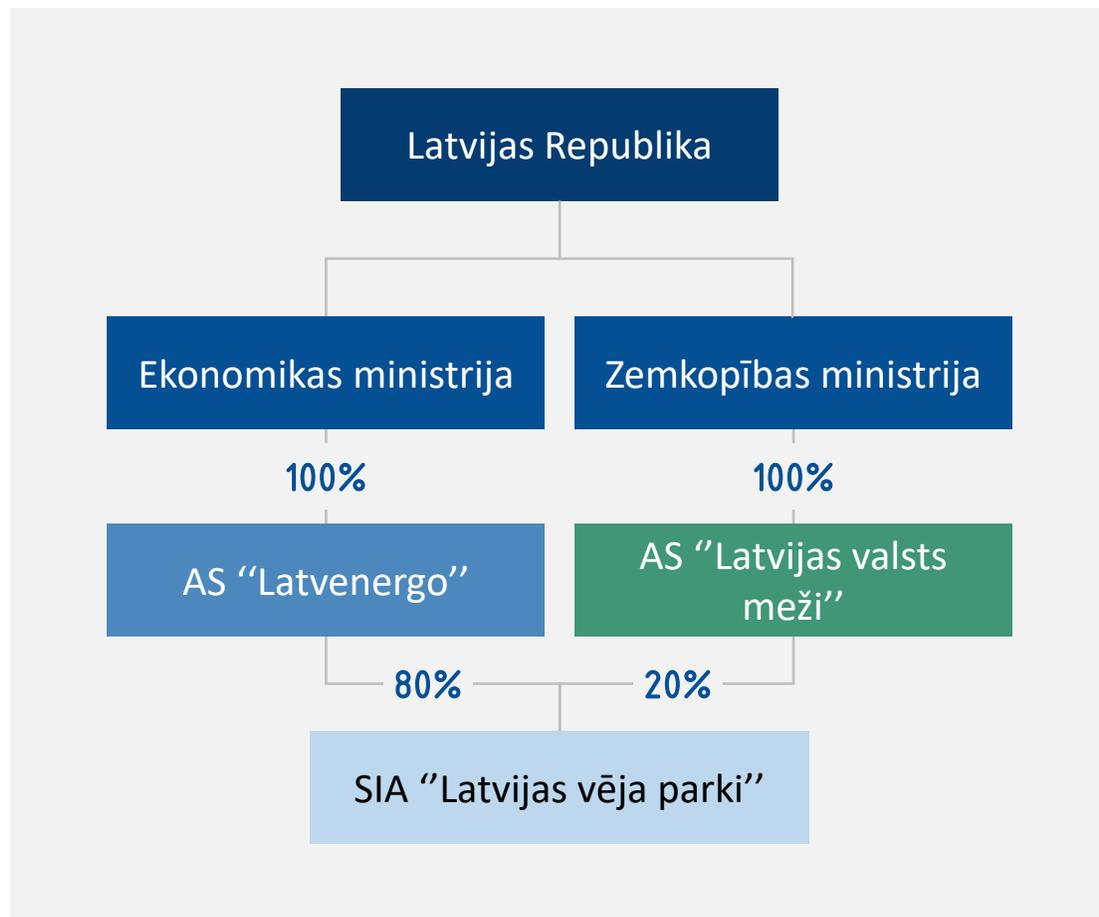 Latvijas Republika
Ekonomikas ministrija
Zemkopības ministrija
100%
100%
AS ‘‘Latvenergo’’
AS ‘’Latvijas valsts
meži’’
80%
20%
SIA ‘’Latvijas vēja parki’’